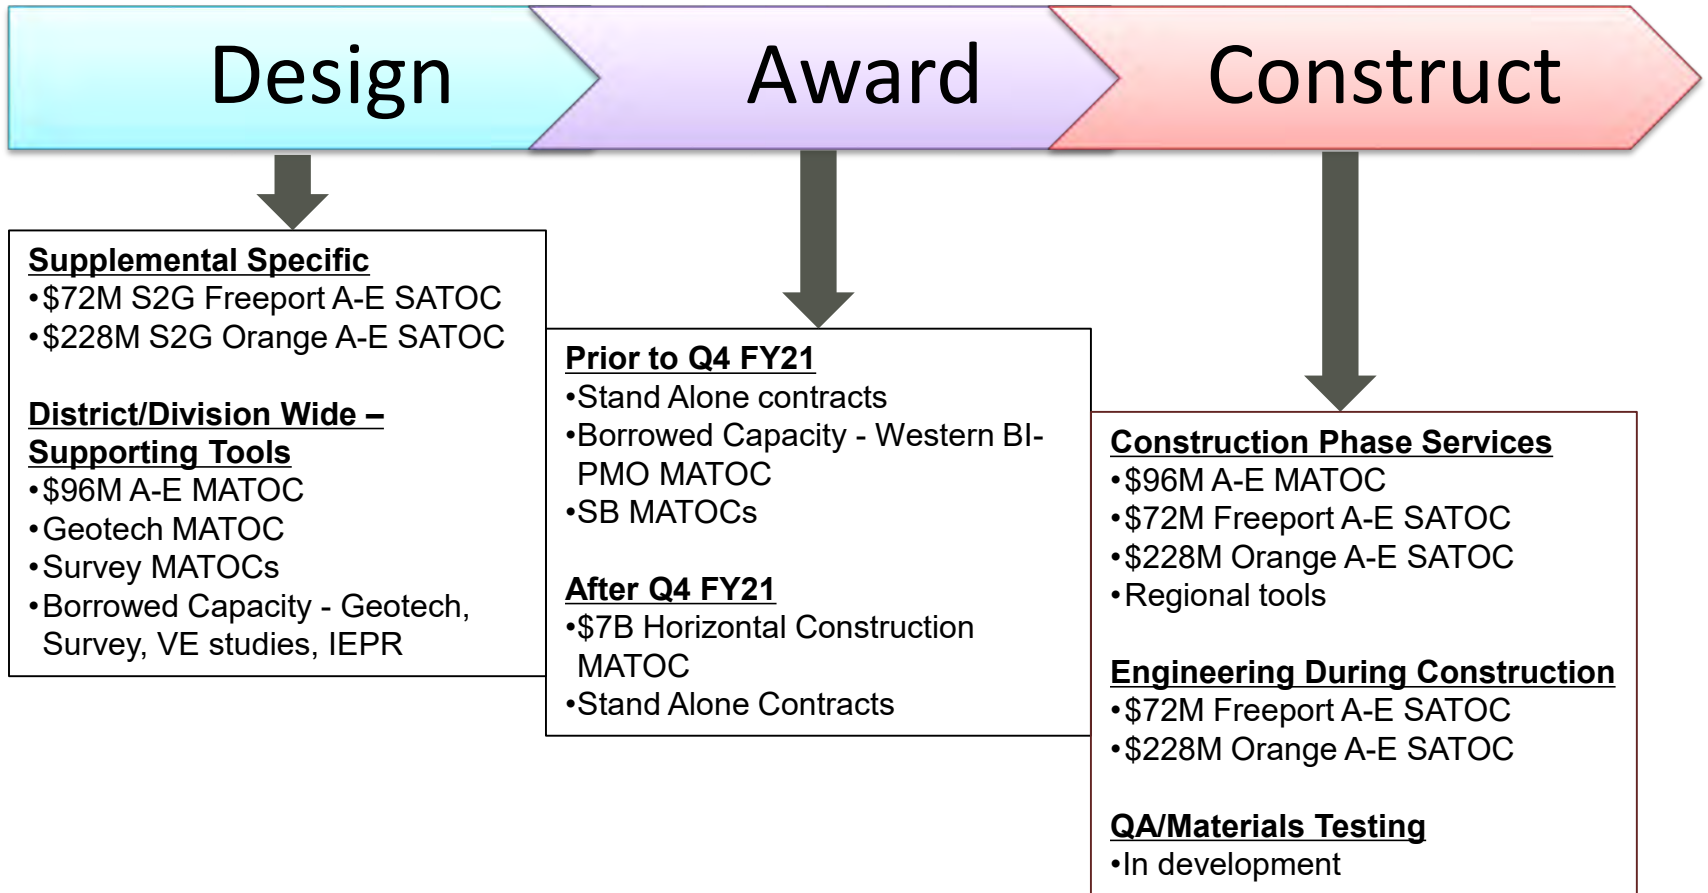 Design
Award
Construct
Supplemental Specific
•$72M S2G Freeport A-E SATOC
•$228M S2G Orange A-E SATOC
District/Division Wide –
Supporting Tools
•$96M A-E MATOC
•Geotech MATOC
•Survey MATOCs
•Borrowed Capacity - Geotech,
Survey, VE studies, IEPR
Prior to Q4 FY21
•Stand Alone contracts
•Borrowed Capacity - Western BI-
PMO MATOC
•SB MATOCs
After Q4 FY21
•$7B Horizontal Construction
MATOC
•Stand Alone Contracts
Construction Phase Services
•$96M A-E MATOC
•$72M Freeport A-E SATOC
•$228M Orange A-E SATOC
•Regional tools
Engineering During Construction
•$72M Freeport A-E SATOC
•$228M Orange A-E SATOC
QA/Materials Testing
•In development